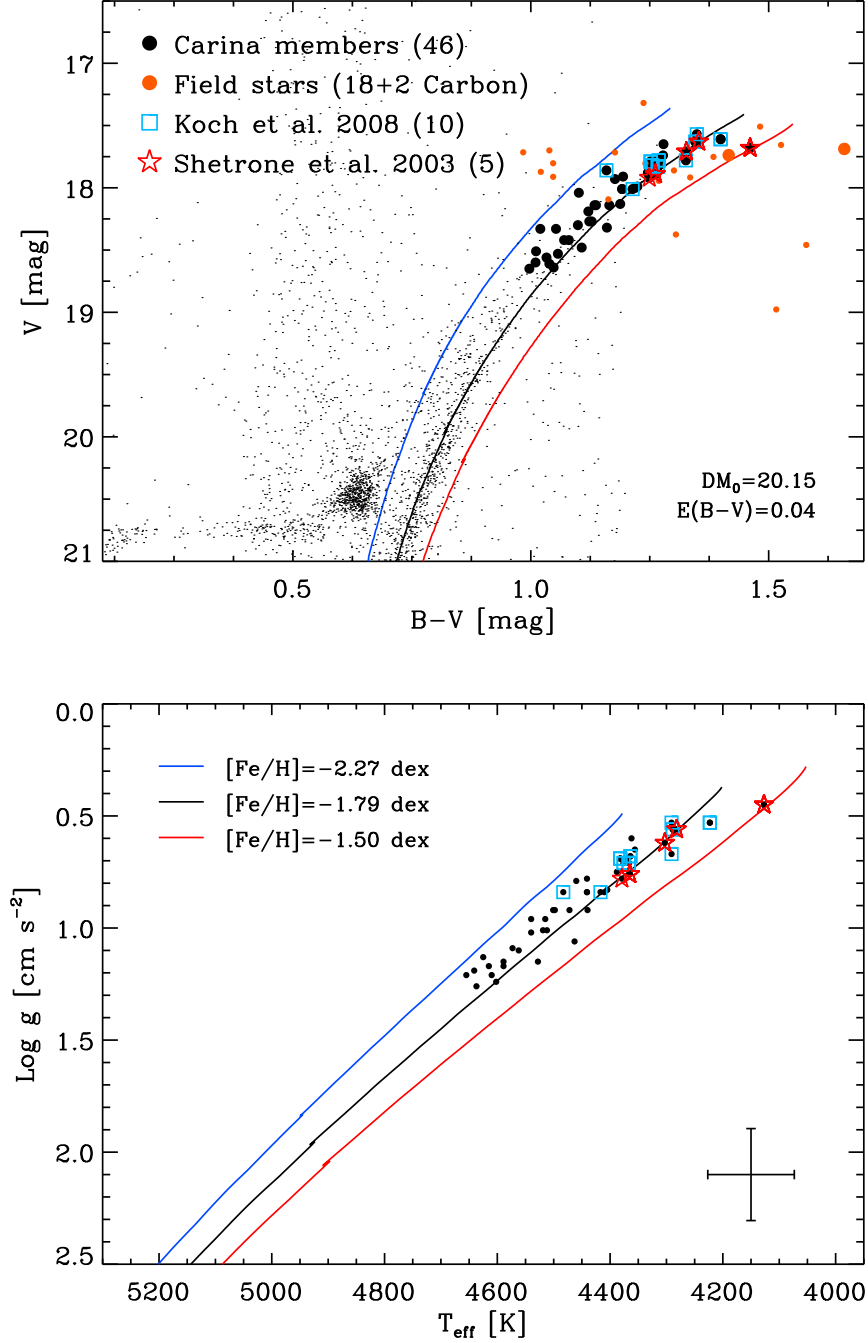 Carina members (46)
Field stars (18+2 Carbon)
Koch et al. 2008 (10)
Shetrone et al. 2003 (5)
17
18
19
20
21
V [mag]
DM₀=20.15
E(B−V)=0.04
0.5 1.0 1.5
B−V [mag]
[Fe/H]=−2.27 dex
[Fe/H]=−1.79 dex
[Fe/H]=−1.50 dex
0.0
0.5
1.0
1.5
2.0
2.5
Log g [cm s⁻²]
5200 5000 4800 4600 4400 4200 4000
T_eff [K]